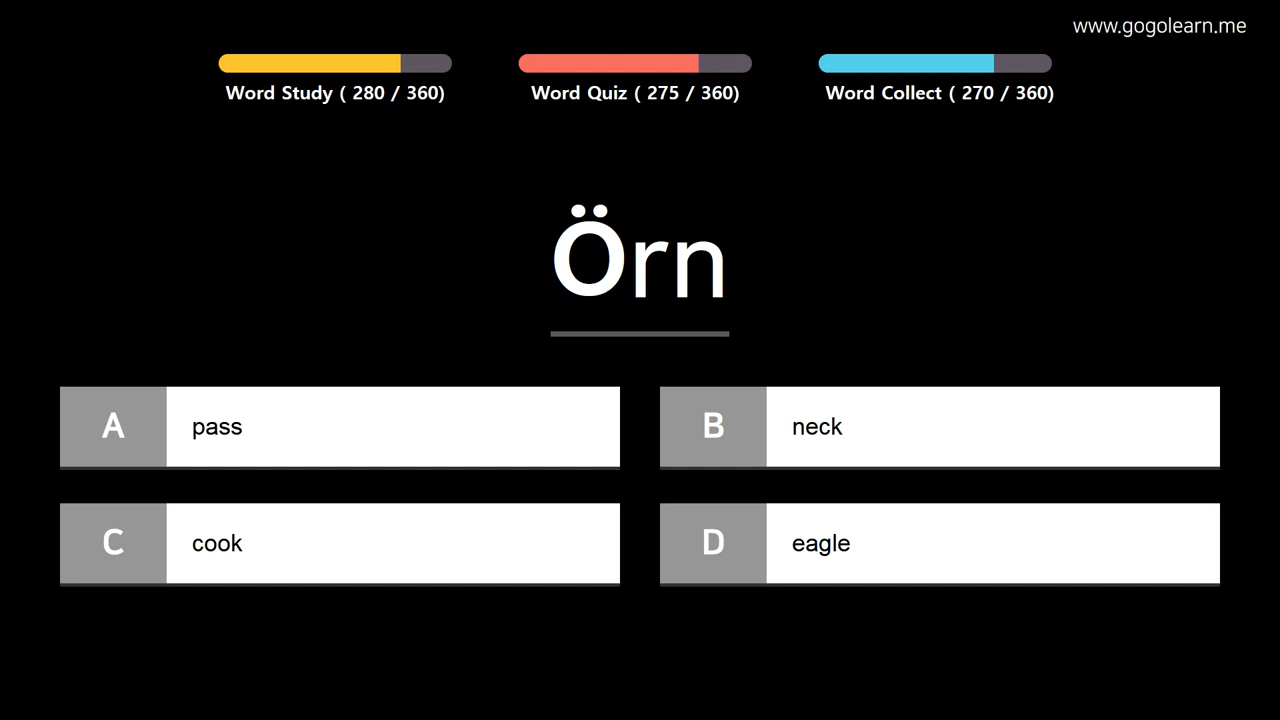 www.gogolearn.me
Word Study ( 280 / 360)
Word Quiz ( 275 / 360)
Word Collect ( 270 / 360)
Örn
A pass
B neck
C cook
D eagle